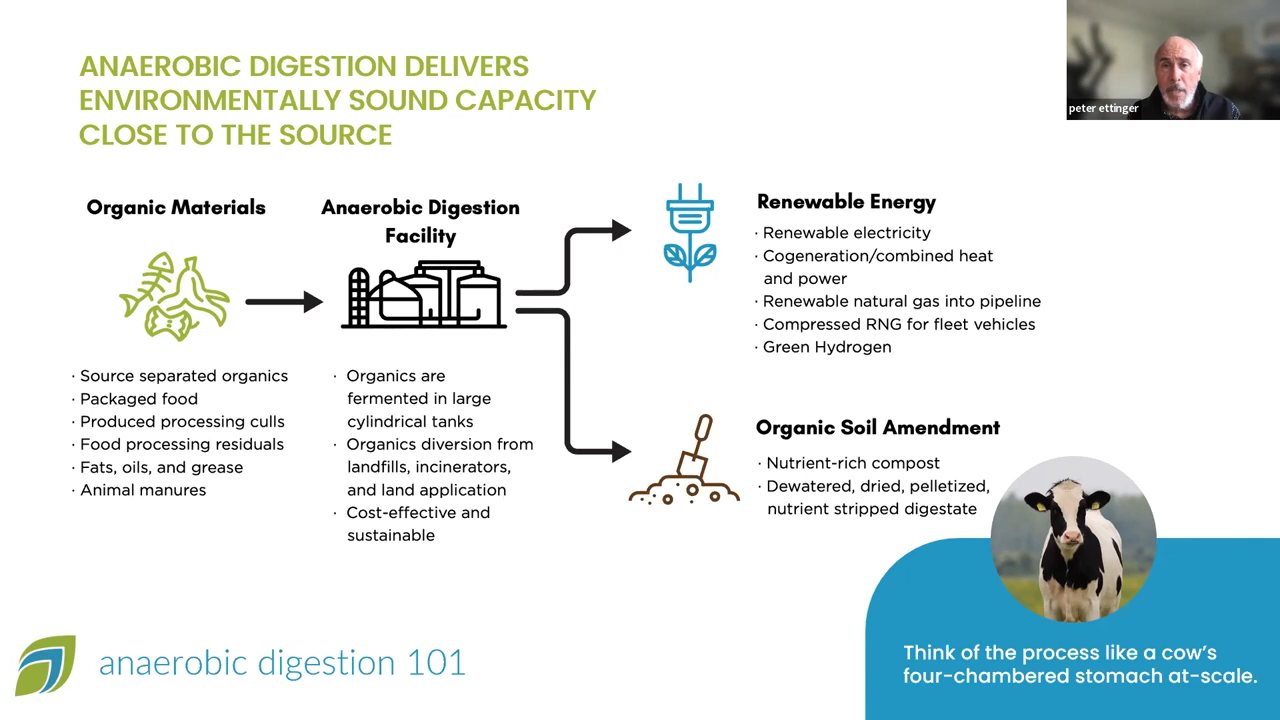 ANAEROBIC DIGESTION DELIVERS
ENVIRONMENTALLY SOUND CAPACITY
CLOSE TO THE SOURCE
peter ettinger
Organic Materials
· Source separated organics
· Packaged food
· Produced processing culls
· Food processing residuals
· Fats, oils, and grease
· Animal manures
Anaerobic Digestion
Facility
· Organics are
fermented in large
cylindrical tanks
· Organics diversion from
landfills, incinerators,
and land application
· Cost-effective and
sustainable
Renewable Energy
· Renewable electricity
· Cogeneration/combined heat
and power
· Renewable natural gas into pipeline
· Compressed RNG for fleet vehicles
· Green Hydrogen
Organic Soil Amendment
· Nutrient-rich compost
· Dewatered, dried, pelletized,
nutrient stripped digestate
Think of the process like a cow's
four-chambered stomach at-scale.
anaerobic digestion 101